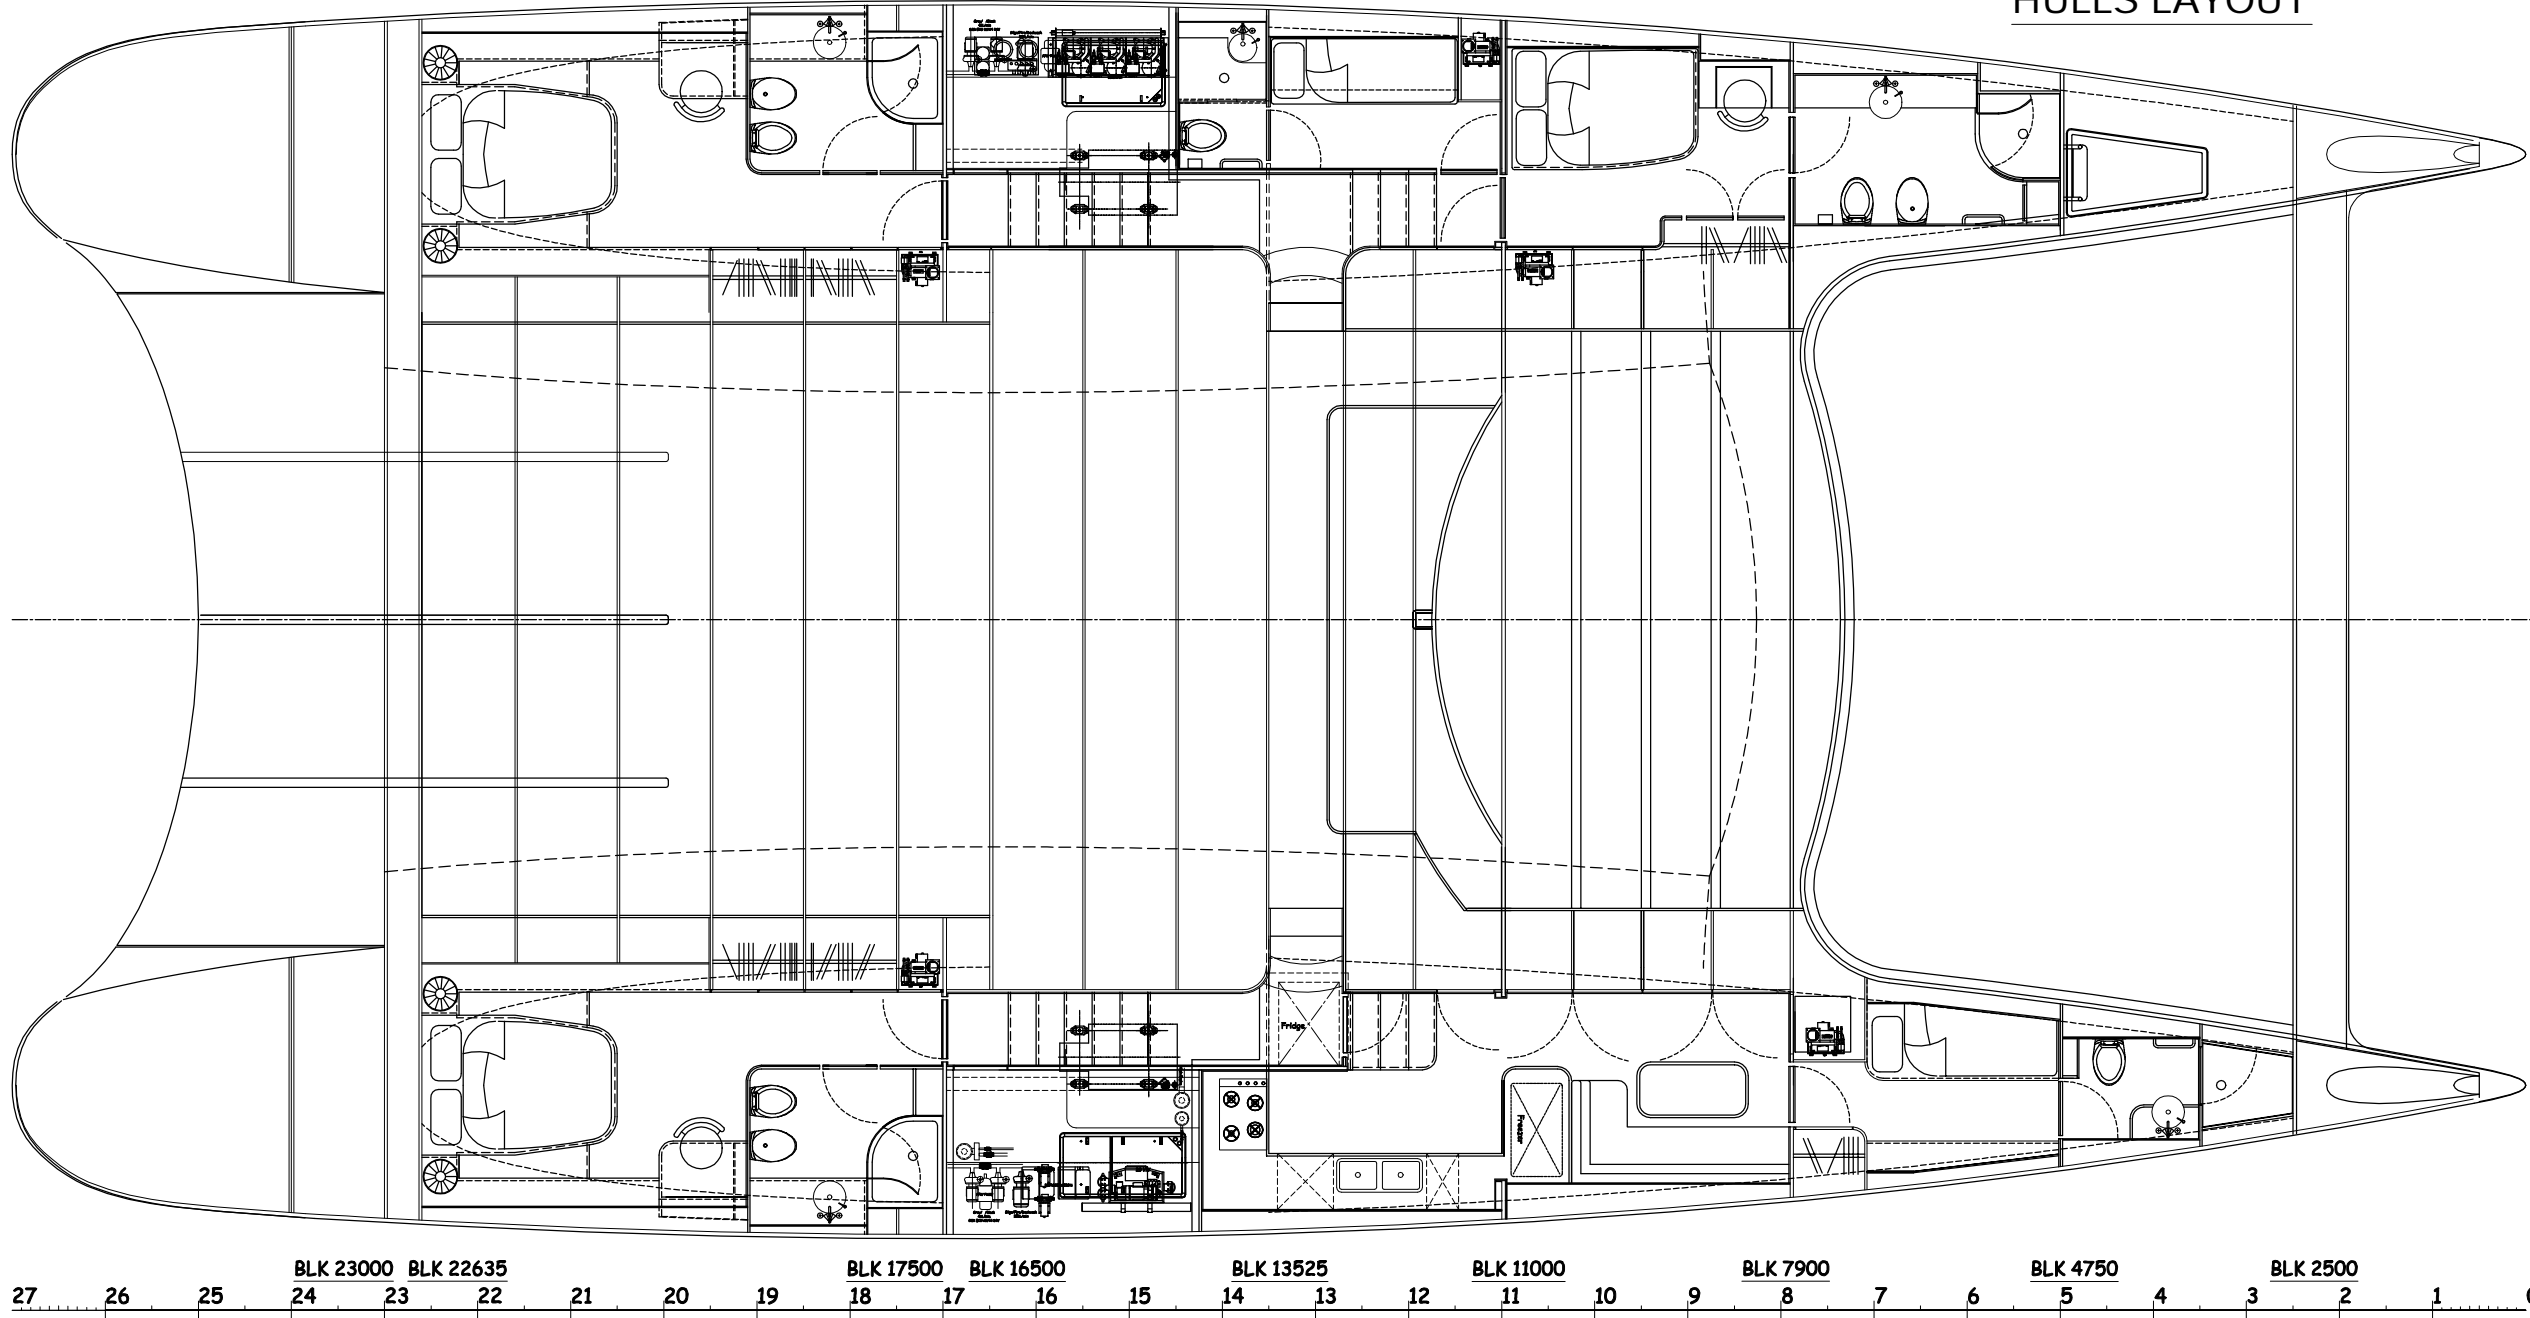 HULLS LAYOUT
Fridge
Freezer
BLK 23000 BLK 22635 BLK 17500 BLK 16500 BLK 13525 BLK 11000 BLK 7900 BLK 4750 BLK 2500
27 26 25 24 23 22 21 20 19 18 17 16 15 14 13 12 11 10 9 8 7 6 5 4 3 2 1